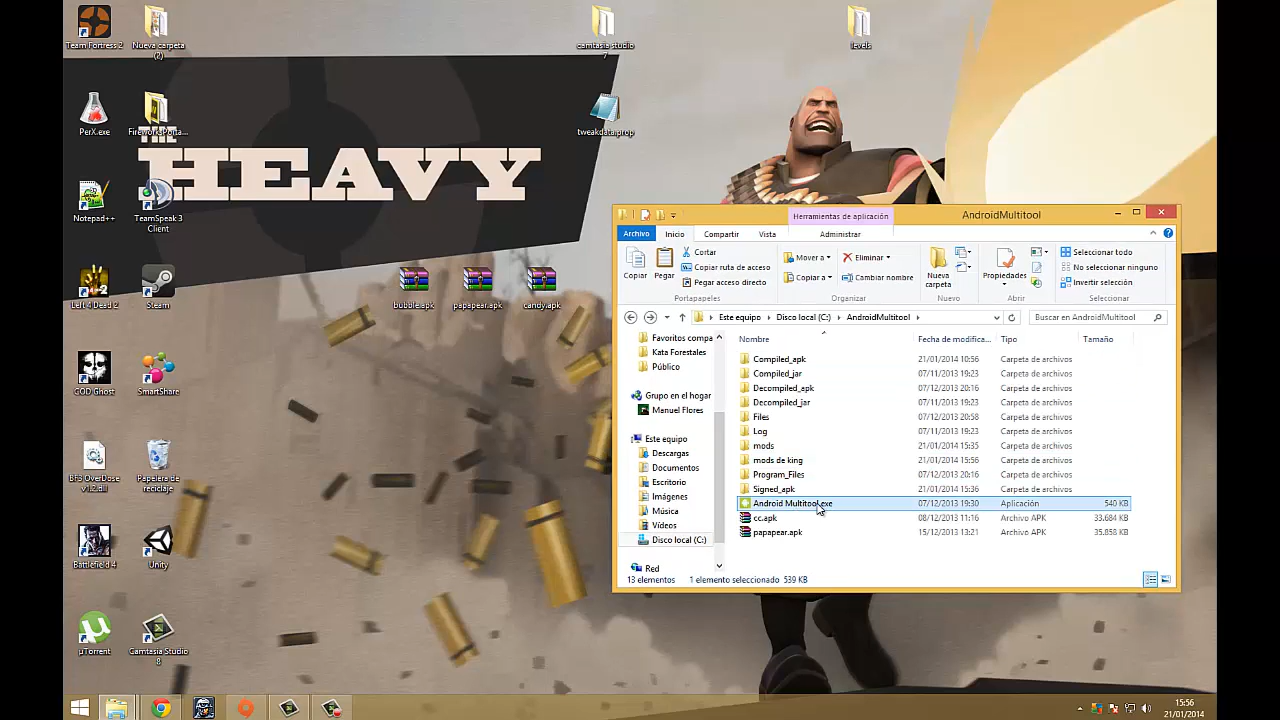 Team Fortress 2
Nueva carpeta
(2)
camtasia studio
7
levels
PerX.exe
FireworksPorta...
tweakdata.prop
THE
HEAVY
Notepad++
TeamSpeak 3
Client
Left 4 Dead 2
Steam
bubble.apk
papapear.apk
candy.apk
COD Ghost
SmartShare
BF3 OverDose
v1.2.dll
Papelera de
reciclaje
Battlefield 4
Unity
µTorrent
Camtasia Studio
8
Herramientas de aplicación
AndroidMultitool
Archivo
Inicio
Compartir
Vista
Administrar
Copiar
Pegar
Cortar
Copiar ruta de acceso
Pegar acceso directo
Portapapeles
Mover a
Copiar a
Eliminar
Cambiar nombre
Organizar
Nueva
carpeta
Nuevo
Propiedades
Abrir
Seleccionar todo
No seleccionar ninguno
Invertir selección
Seleccionar
Este equipo
Disco local (C:)
AndroidMultitool
Buscar en AndroidMultitool
Favoritos compa
Kata Forestales
Público
Grupo en el hogar
Manuel Flores
Este equipo
Descargas
Documentos
Escritorio
Imágenes
Música
Vídeos
Disco local (C:)
Red
Nombre Fecha de modifica... Tipo Tamaño
Compiled_apk 21/01/2014 10:56 Carpeta de archivos
Compiled_jar 07/11/2013 19:23 Carpeta de archivos
Decompiled_apk 07/12/2013 20:16 Carpeta de archivos
Decompiled_jar 07/11/2013 19:23 Carpeta de archivos
Files 07/12/2013 20:58 Carpeta de archivos
Log 07/11/2013 19:23 Carpeta de archivos
mods 21/01/2014 15:35 Carpeta de archivos
mods de king 21/01/2014 15:56 Carpeta de archivos
Program_Files 07/12/2013 20:16 Carpeta de archivos
Signed_apk 21/01/2014 15:36 Carpeta de archivos
Android Multitool.exe 07/12/2013 19:30 Aplicación 540 KB
cc.apk 08/12/2013 11:16 Archivo APK 33.684 KB
papapear.apk 15/12/2013 13:21 Archivo APK 35.858 KB
13 elementos 1 elemento seleccionado 539 KB
15:56
21/01/2014